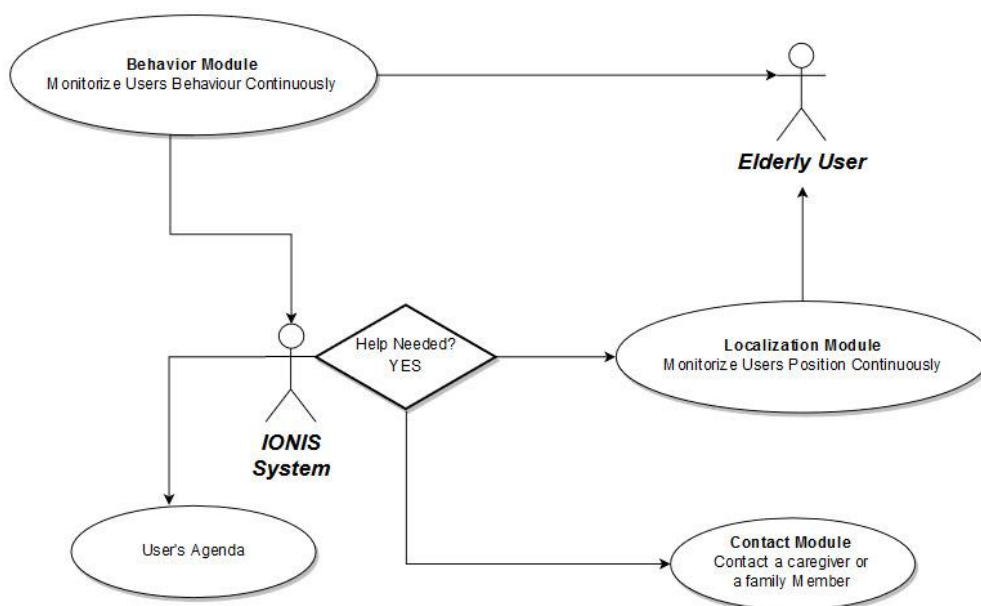 Behavior Module
Monitorize Users Behaviour Continuously
Elderly User
Help Needed?
YES
Localization Module
Monitorize Users Position Continuously
IONIS
System
User's Agenda
Contact Module
Contact a caregiver or
a family Member